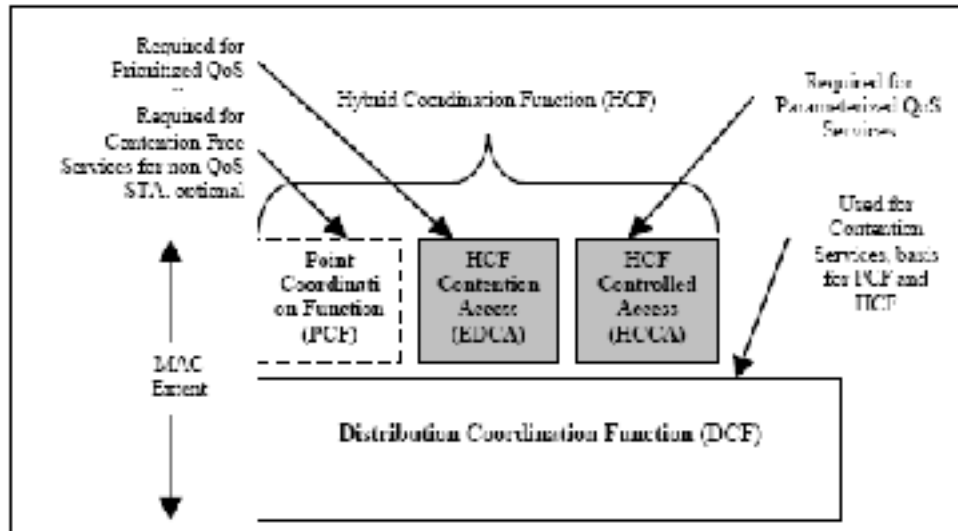 Required for
Prioritized QoS
Required for
Contention Free
Services for non QoS
STA, optional
Hybrid Coordination Function (HCF)
Required for
Parameterized QoS
Services
Used for
Contention
Services, basis
for PCF and
HCF
Point
Coordinati
on Function
(PCF)
HCF
Contention
Access
(EDCA)
HCF
Controlled
Access
(HCCA)
MAC
Extent
Distribution Coordination Function (DCF)